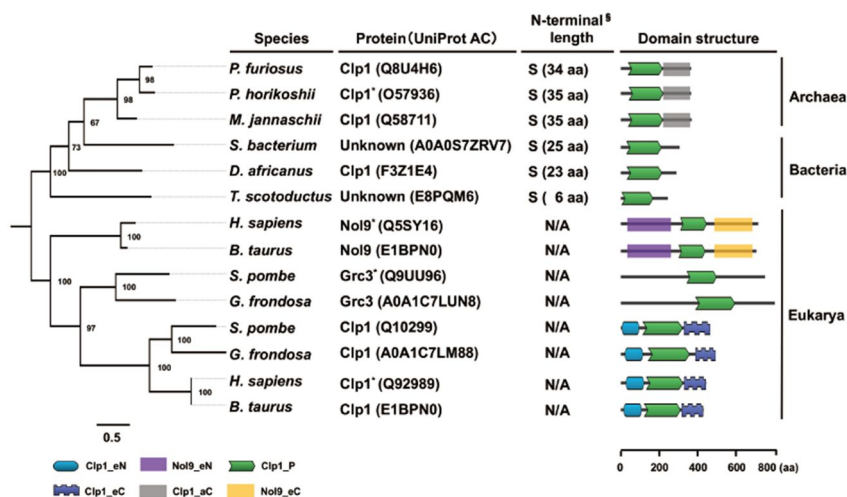 Species Protein (UniProt AC) N-terminal§ length Domain structure
P. furiosus Clp1 (Q8U4H6) S (34 aa)
P. horikoshii Clp1* (O57936) S (35 aa)
M. jannaschii Clp1 (Q58711) S (35 aa)
Archaea
S. bacterium Unknown (A0A0S7ZRV7) S (25 aa)
D. africanus Clp1 (F3Z1E4) S (23 aa)
T. scotoductus Unknown (E8PQM6) S ( 6 aa)
Bacteria
H. sapiens Nol9* (Q5SY16) N/A
B. taurus Nol9 (E1BPN0) N/A
S. pombe Grc3* (Q9UU96) N/A
G. frondosa Grc3 (A0A1C7LUN8) N/A
S. pombe Clp1 (Q10299) N/A
G. frondosa Clp1 (A0A1C7LM88) N/A
H. sapiens Clp1* (Q92989) N/A
B. taurus Clp1 (E1BPN0) N/A
Eukarya
98
98
67
73
100
100
100
100
97
100
100
100
0.5
0 200 400 600 800 (aa)
Clp1_eN Nol9_eN Clp1_P
Clp1_eC Clp1_aC Nol9_eC